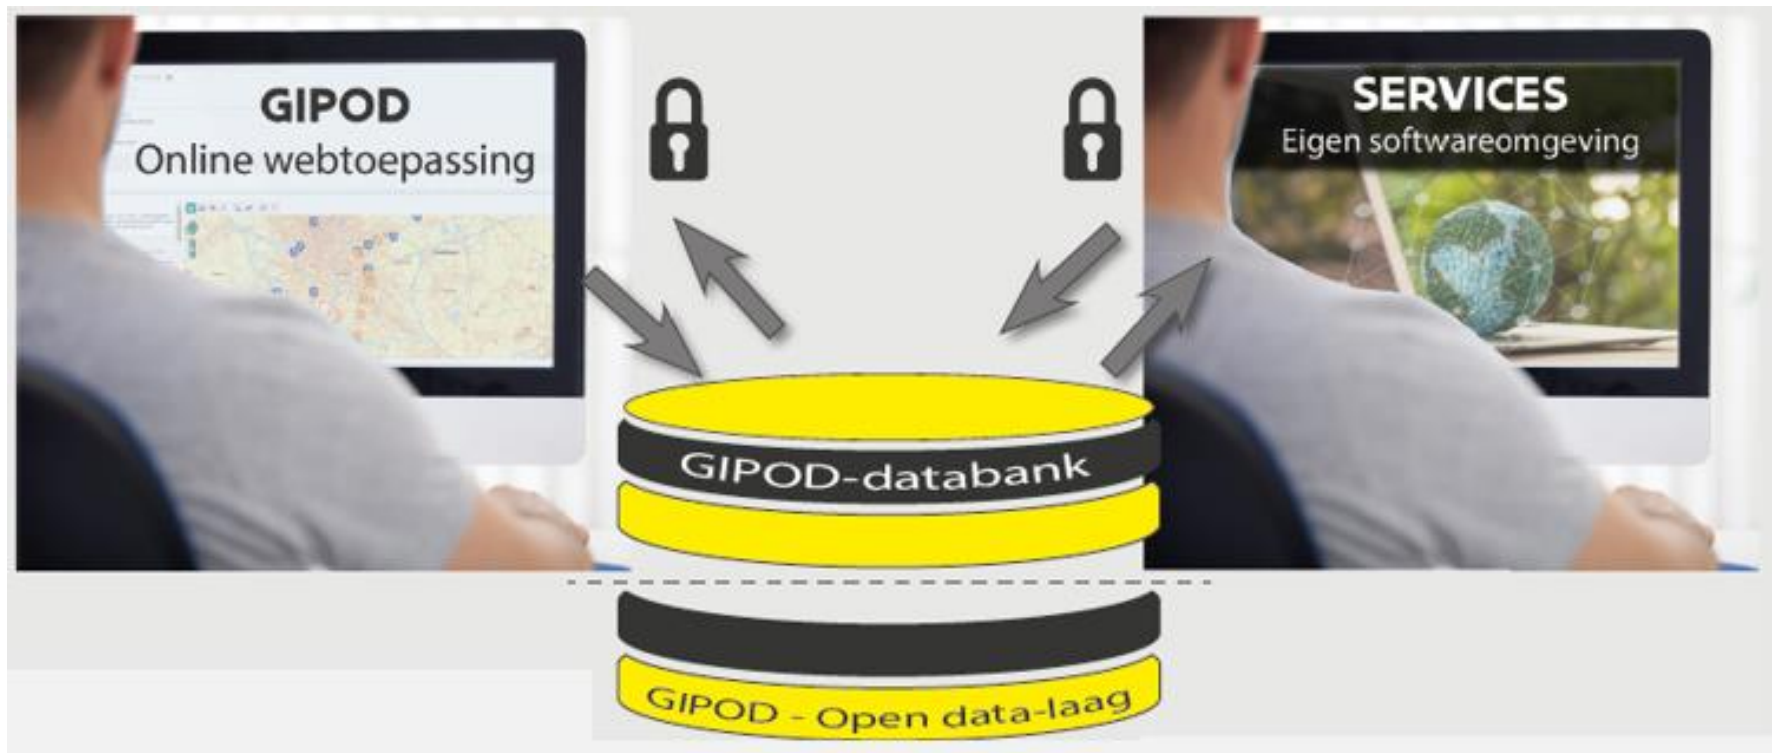 GIPOD
Online webtoepassing
SERVICES
Eigen softwareomgeving
GIPOD-databank
GIPOD - Open data-laag